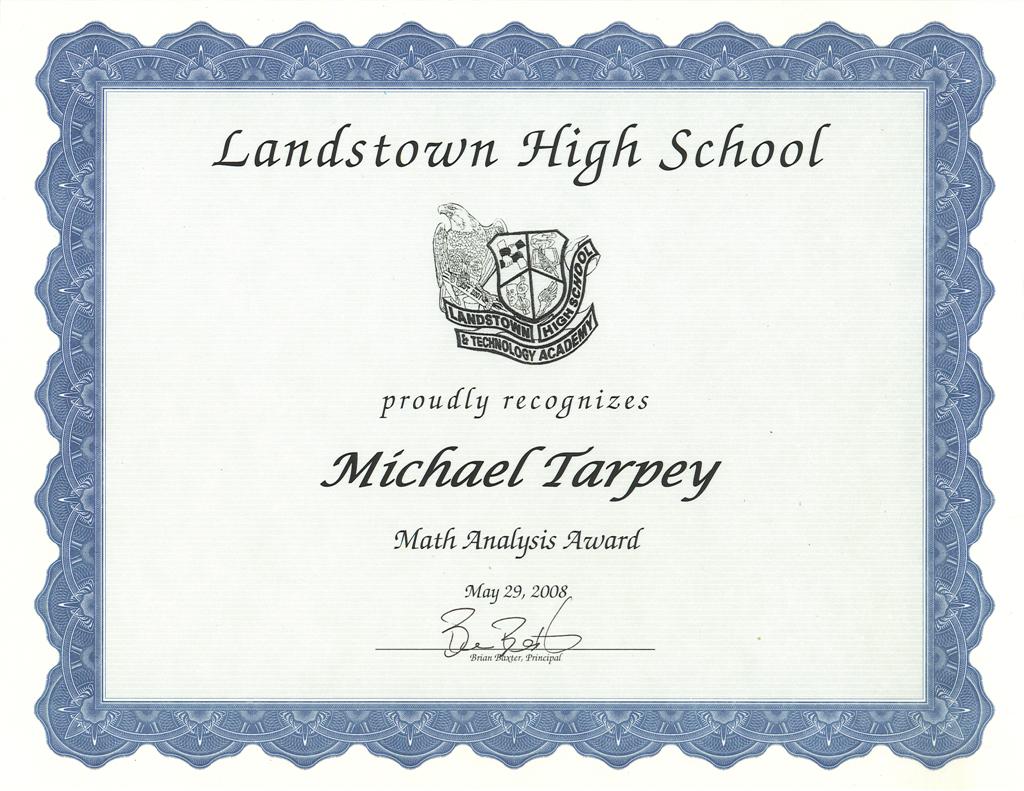 Landstown High School
LANDSTOWN HIGH SCHOOL
& TECHNOLOGY ACADEMY
proudly recognizes
Michael Tarpey
Math Analysis Award
May 29, 2008
Brian Baxter, Principal